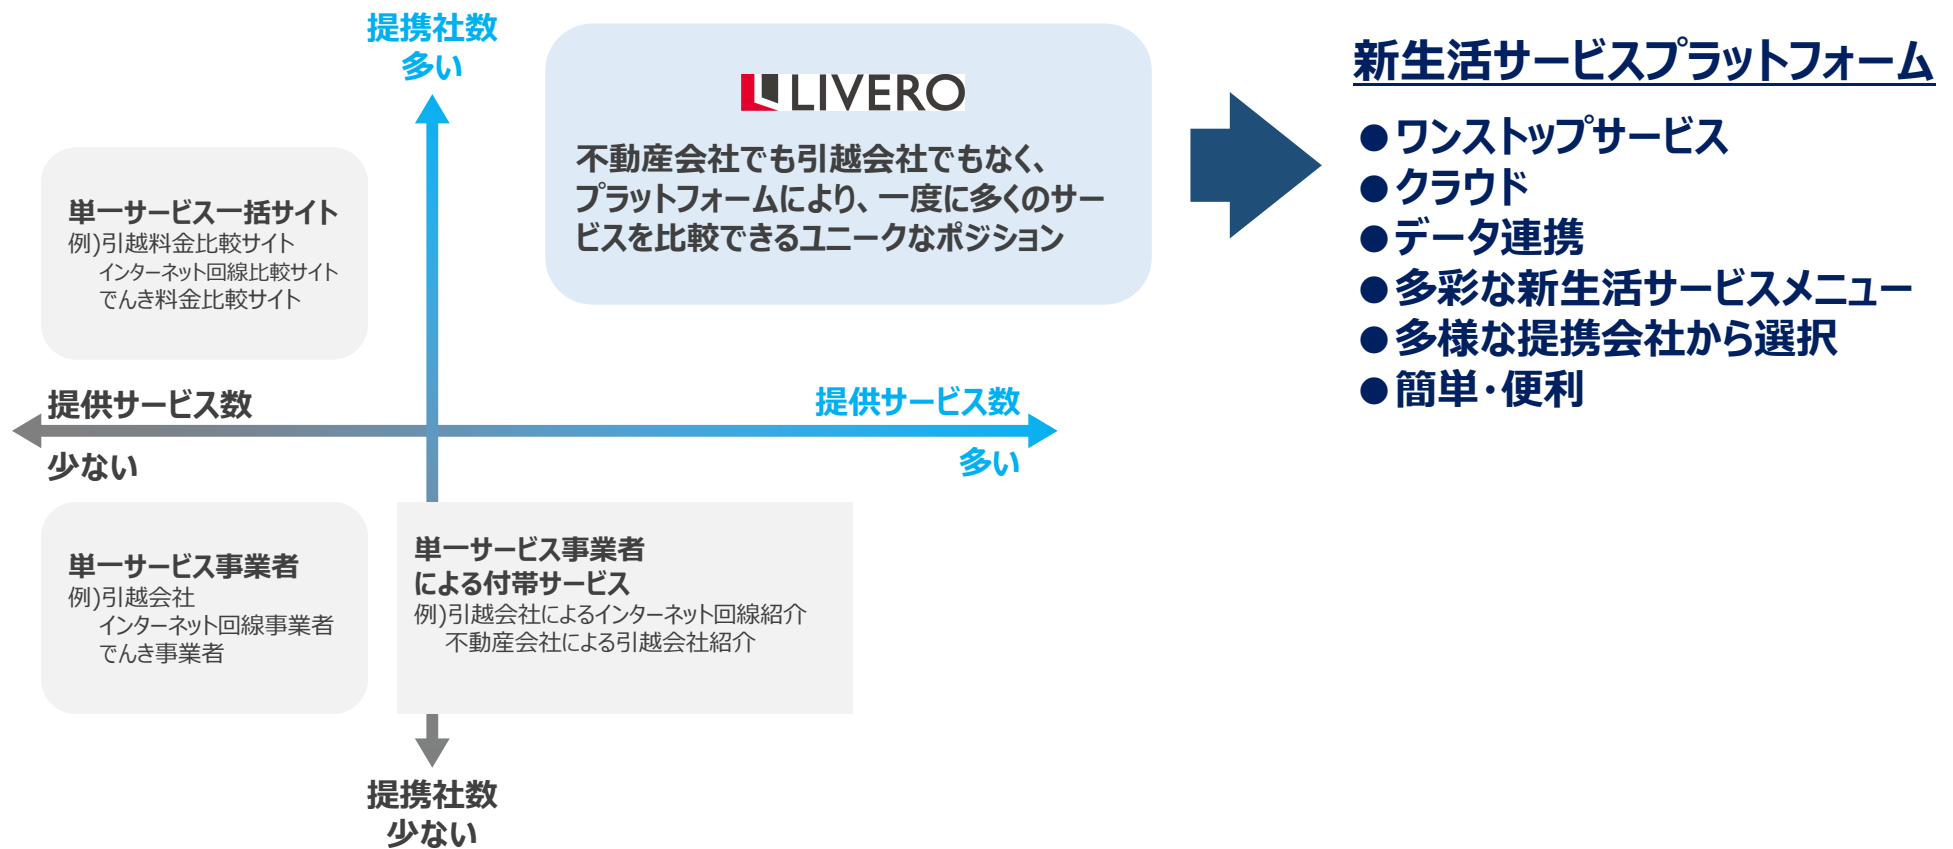 提携社数
多い
LIVERO
不動産会社でも引越会社でもなく、
プラットフォームにより、一度に多くのサー
ビスを比較できるユニークなポジション
単一サービス一括サイト
例)引越料金比較サイト
インターネット回線比較サイト
でんき料金比較サイト
提供サービス数
少ない
提供サービス数
多い
単一サービス事業者
例)引越会社
インターネット回線事業者
でんき事業者
単一サービス事業者
による付帯サービス
例)引越会社によるインターネット回線紹介
不動産会社による引越会社紹介
提携社数
少ない
新生活サービスプラットフォーム
●ワンストップサービス
●クラウド
●データ連携
●多彩な新生活サービスメニュー
●多様な提携会社から選択
●簡単・便利